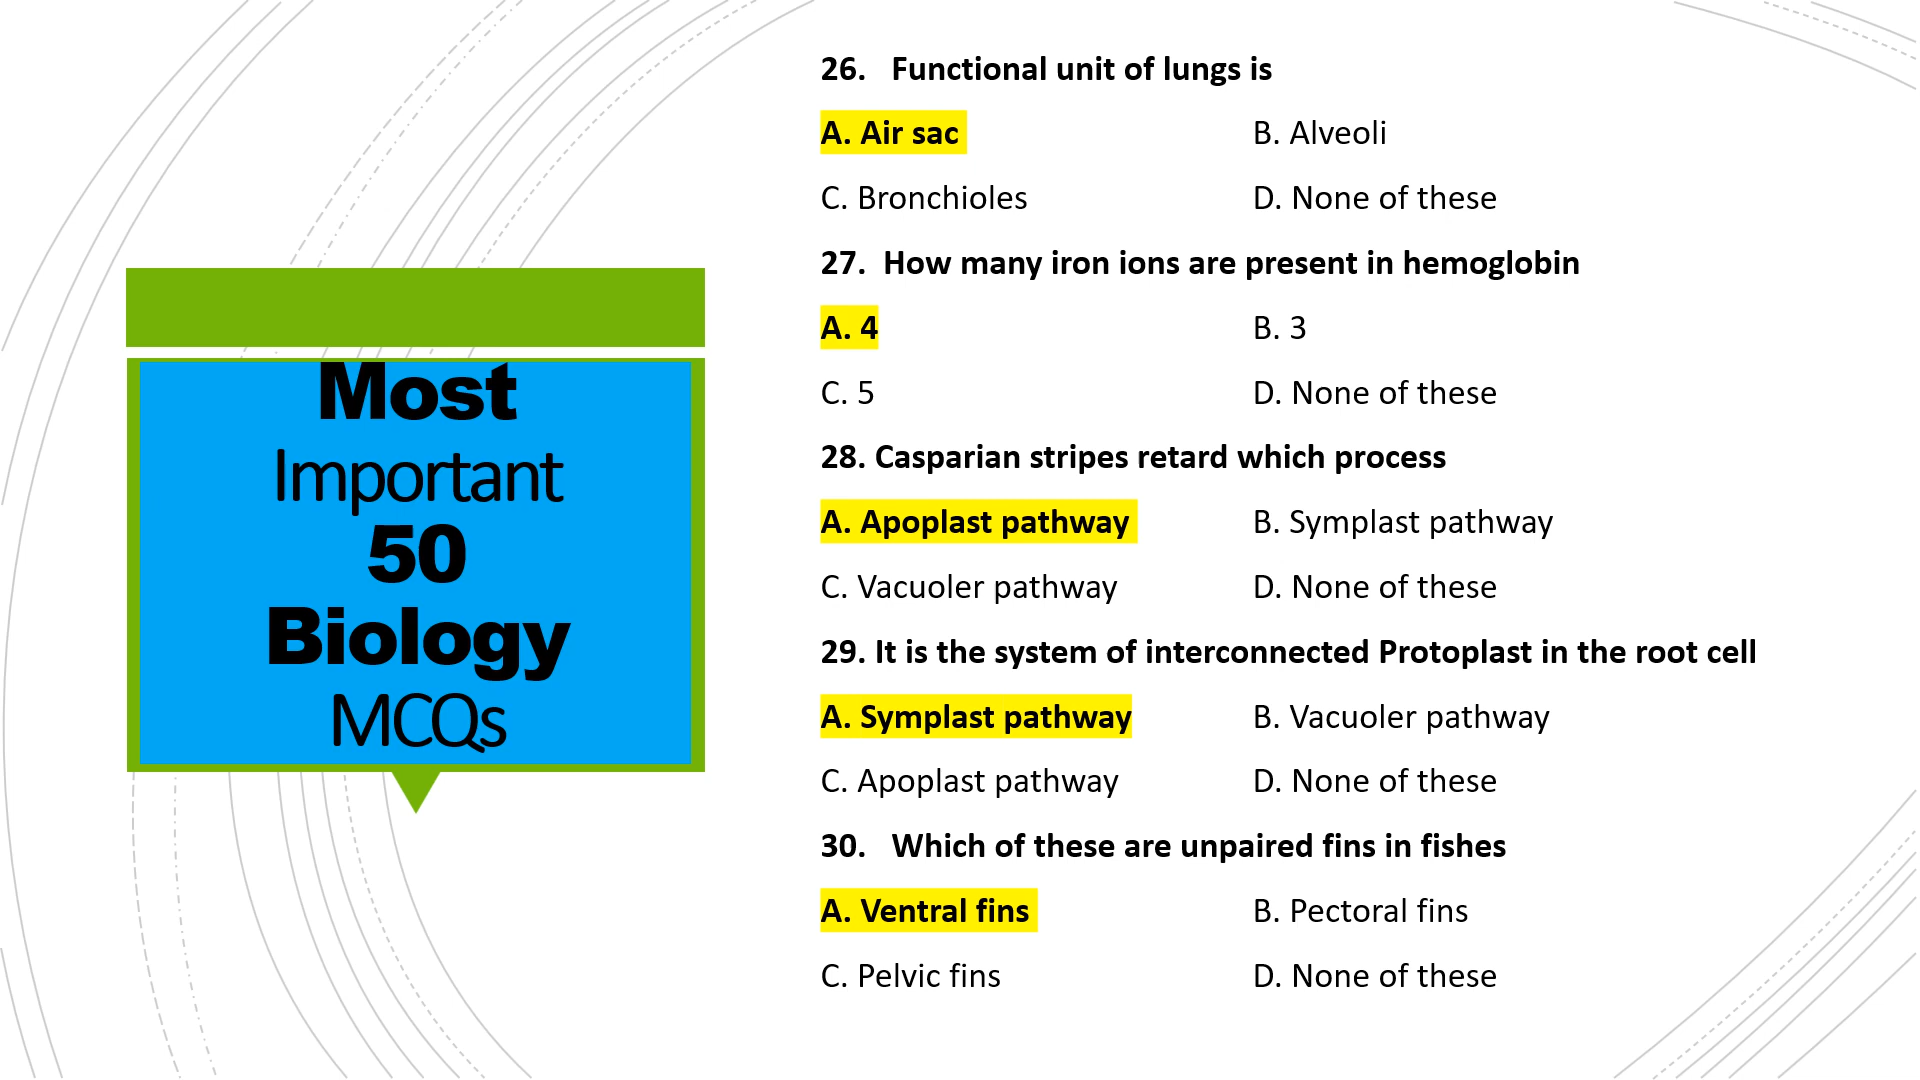 Most
Important
50
Biology
MCQs
26. Functional unit of lungs is
A. Air sac B. Alveoli
C. Bronchioles D. None of these
27. How many iron ions are present in hemoglobin
A. 4 B. 3
C. 5 D. None of these
28. Casparian stripes retard which process
A. Apoplast pathway B. Symplast pathway
C. Vacuoler pathway D. None of these
29. It is the system of interconnected Protoplast in the root cell
A. Symplast pathway B. Vacuoler pathway
C. Apoplast pathway D. None of these
30. Which of these are unpaired fins in fishes
A. Ventral fins B. Pectoral fins
C. Pelvic fins D. None of these